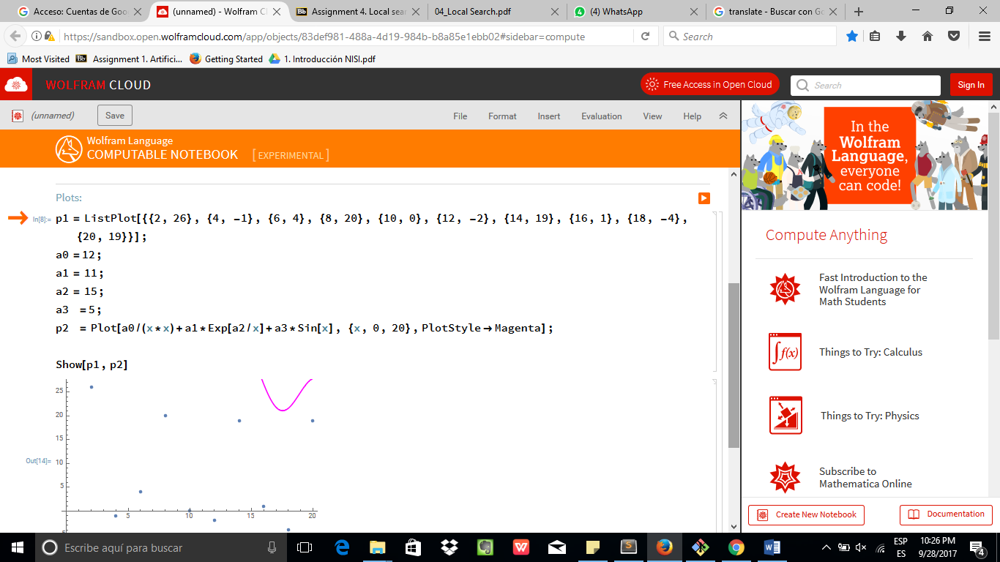 Acceso: Cuentas de Goo
(unnamed) - Wolfram Cl
Assignment 4. Local sear
04_Local Search.pdf
(4) WhatsApp
translate - Buscar con Go
https://sandbox.open.wolframcloud.com/app/objects/83def981-488a-4d19-984b-b8a85e1ebb02#sidebar=compute
Search
Most Visited
Assignment 1. Artifici...
Getting Started
1. Introducción NISI.pdf
WOLFRAM CLOUD
Free Access in Open Cloud
Search
Sign In
(unnamed)
Save
File
Format
Insert
Evaluation
View
Help
Wolfram Language
COMPUTABLE NOTEBOOK [ EXPERIMENTAL ]
Plots:
In[8]:= p1 = ListPlot[{{2, 26}, {4, -1}, {6, 4}, {8, 20}, {10, 0}, {12, -2}, {14, 19}, {16, 1}, {18, -4},
{20, 19}}];
a0 = 12;
a1 = 11;
a2 = 15;
a3 = 5;
p2 = Plot[a0/(x*x)+a1*Exp[a2/x]+a3*Sin[x], {x, 0, 20}, PlotStyle→Magenta];
Show[p1, p2]
Out[14]=
25
20
15
10
5
5
10
15
20
In the
Wolfram
Language,
everyone
can code!
Compute Anything
Fast Introduction to the
Wolfram Language for
Math Students
Things to Try: Calculus
∫f(x)
Things to Try: Physics
Subscribe to
Mathematica Online
Create New Notebook
Documentation
Escribe aquí para buscar
ESP
ES
10:26 PM
9/28/2017
4